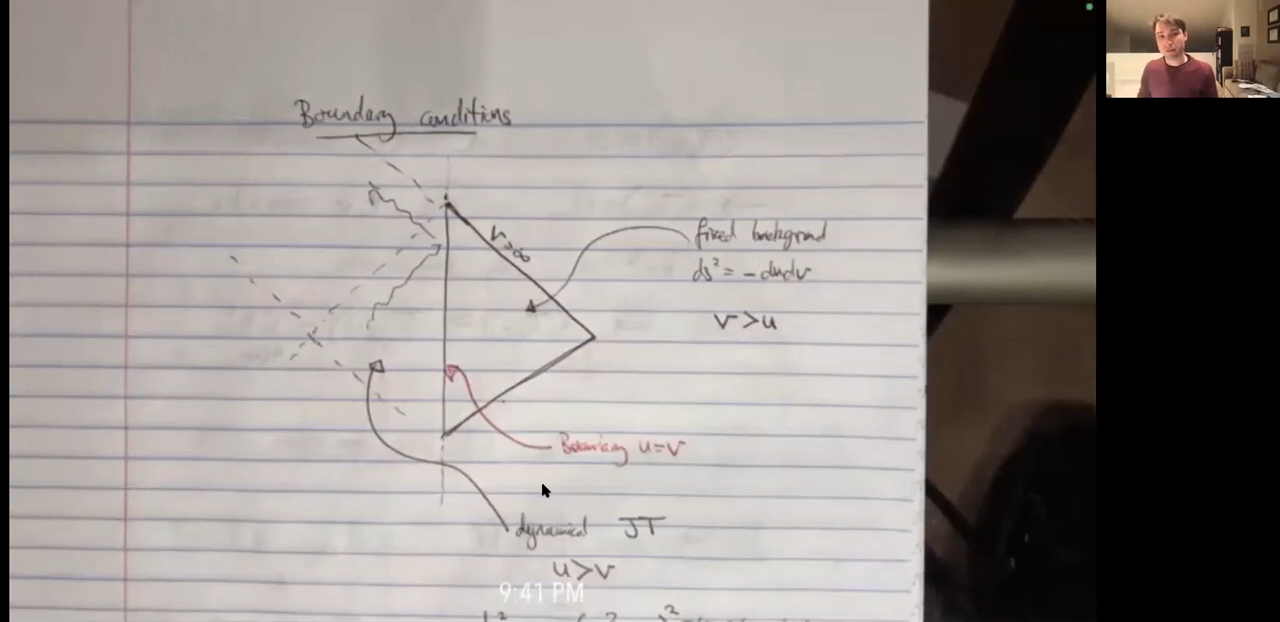 Boundary conditions
v → ∞
fixed background
ds² = -dudv
v > u
Boundary u=v
dynamical JT
u > v
9:41 PM